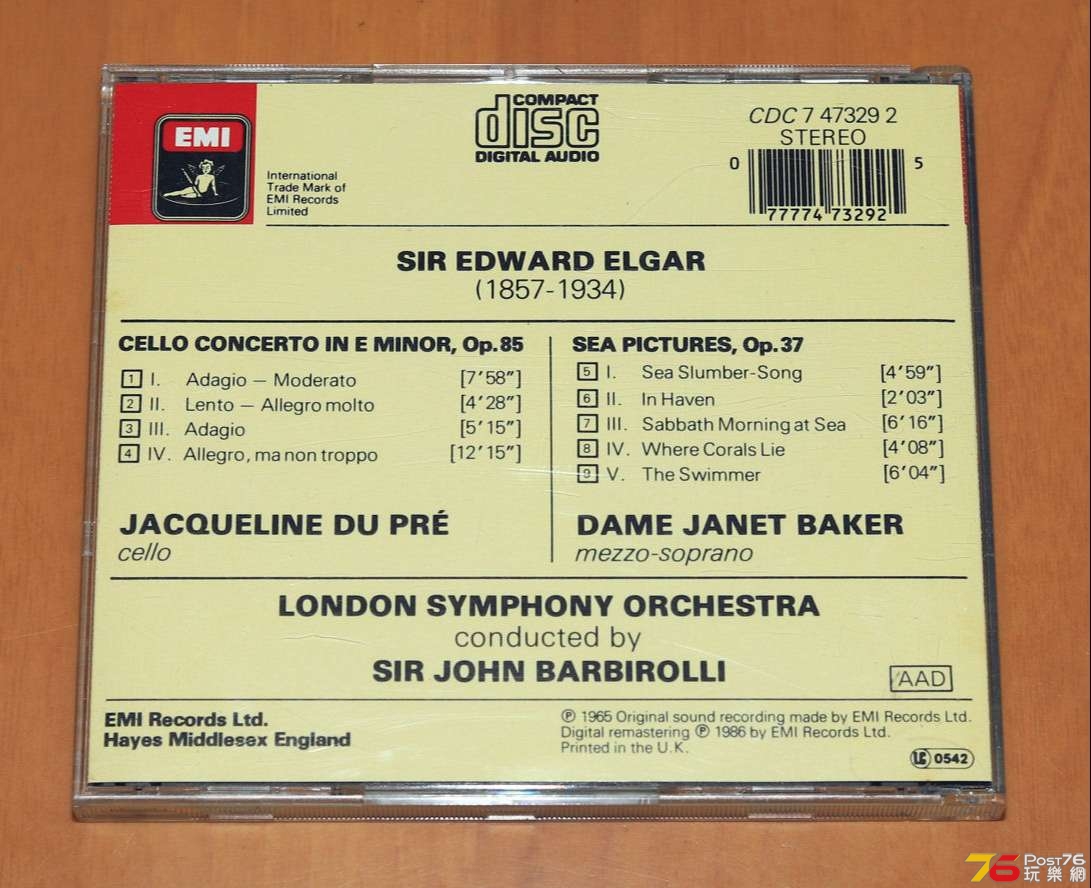 EMI
International
Trade Mark of
EMI Records
Limited
COMPACT
disc
DIGITAL AUDIO
CDC 7 47329 2
STEREO
0 77774 73292 5
SIR EDWARD ELGAR
(1857-1934)
CELLO CONCERTO IN E MINOR, Op.85
1 I. Adagio – Moderato [7’58”]
2 II. Lento – Allegro molto [4’28”]
3 III. Adagio [5’15”]
4 IV. Allegro, ma non troppo [12’15”]
JACQUELINE DU PRÉ
cello
SEA PICTURES, Op.37
5 I. Sea Slumber-Song [4’59”]
6 II. In Haven [2’03”]
7 III. Sabbath Morning at Sea [6’16”]
8 IV. Where Corals Lie [4’08”]
9 V. The Swimmer [6’04”]
DAME JANET BAKER
mezzo-soprano
LONDON SYMPHONY ORCHESTRA
conducted by
SIR JOHN BARBIROLLI
AAD
EMI Records Ltd.
Hayes Middlesex England
℗ 1965 Original sound recording made by EMI Records Ltd.
Digital remastering ℗ 1986 by EMI Records Ltd.
Printed in the U.K.
LC 0542
76 POST76
玩樂網